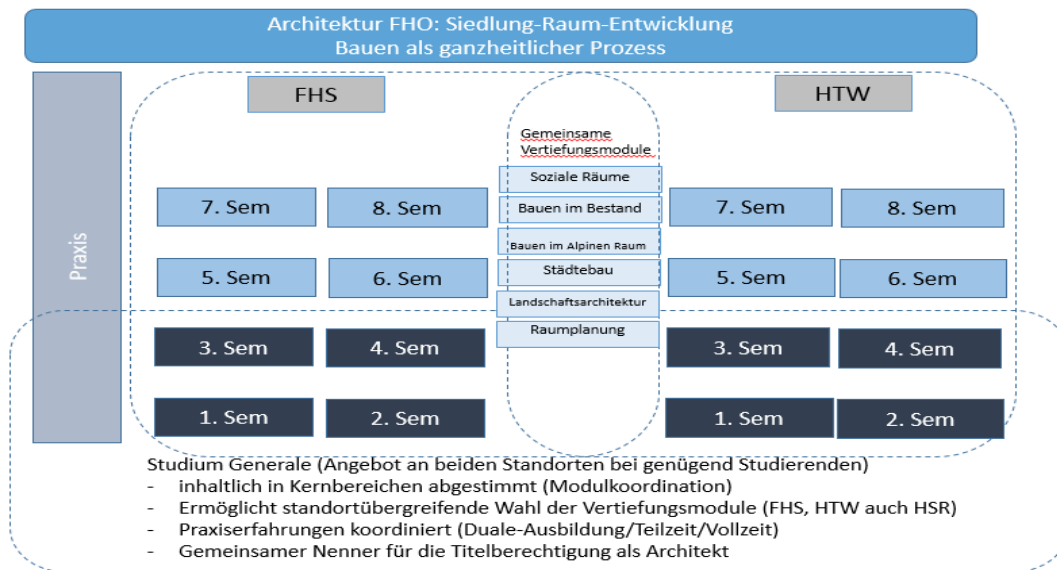 Architektur FHO: Siedlung-Raum-Entwicklung
Bauen als ganzheitlicher Prozess
Praxis
FHS
HTW
Gemeinsame
Vertiefungsmodule
Soziale Räume
Bauen im Bestand
Bauen im Alpinen Raum
Städtebau
Landschaftsarchitektur
Raumplanung
7. Sem
8. Sem
7. Sem
8. Sem
5. Sem
6. Sem
5. Sem
6. Sem
3. Sem
4. Sem
3. Sem
4. Sem
1. Sem
2. Sem
1. Sem
2. Sem
Studium Generale (Angebot an beiden Standorten bei genügend Studierenden)
- inhaltlich in Kernbereichen abgestimmt (Modulkoordination)
- Ermöglicht standortübergreifende Wahl der Vertiefungsmodule (FHS, HTW auch HSR)
- Praxiserfahrungen koordiniert (Duale-Ausbildung/Teilzeit/Vollzeit)
- Gemeinsamer Nenner für die Titelberechtigung als Architekt